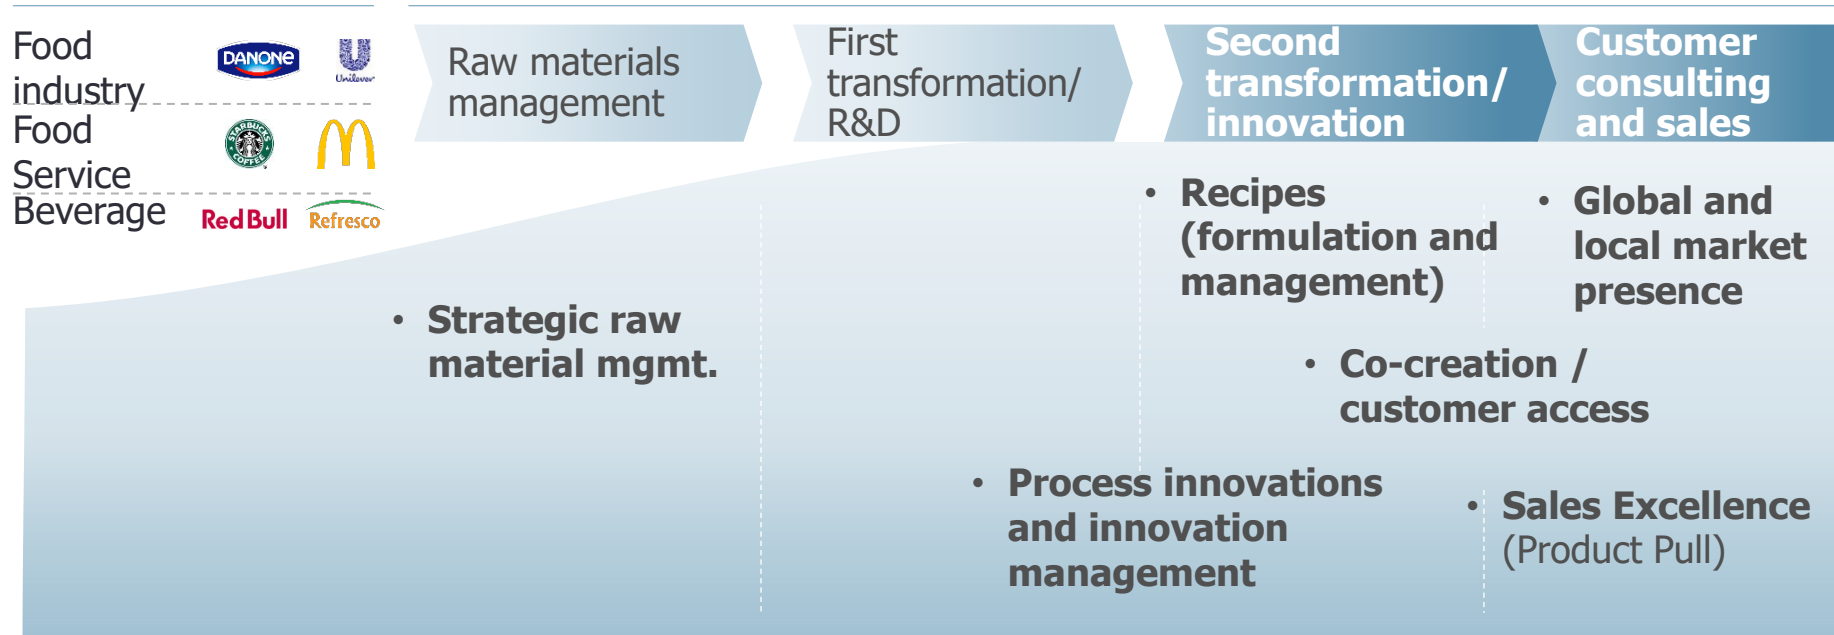 Food
industry
DANONE
Unilever
Food
Service
STARBUCKS
COFFEE
Beverage
Red Bull
Refresco
Raw materials
management
First
transformation/
R&D
Second
transformation/
innovation
Customer
consulting
and sales
• Strategic raw
material mgmt.
• Process innovations
and innovation
management
• Recipes
(formulation and
management)
• Co-creation /
customer access
• Global and
local market
presence
• Sales Excellence
(Product Pull)